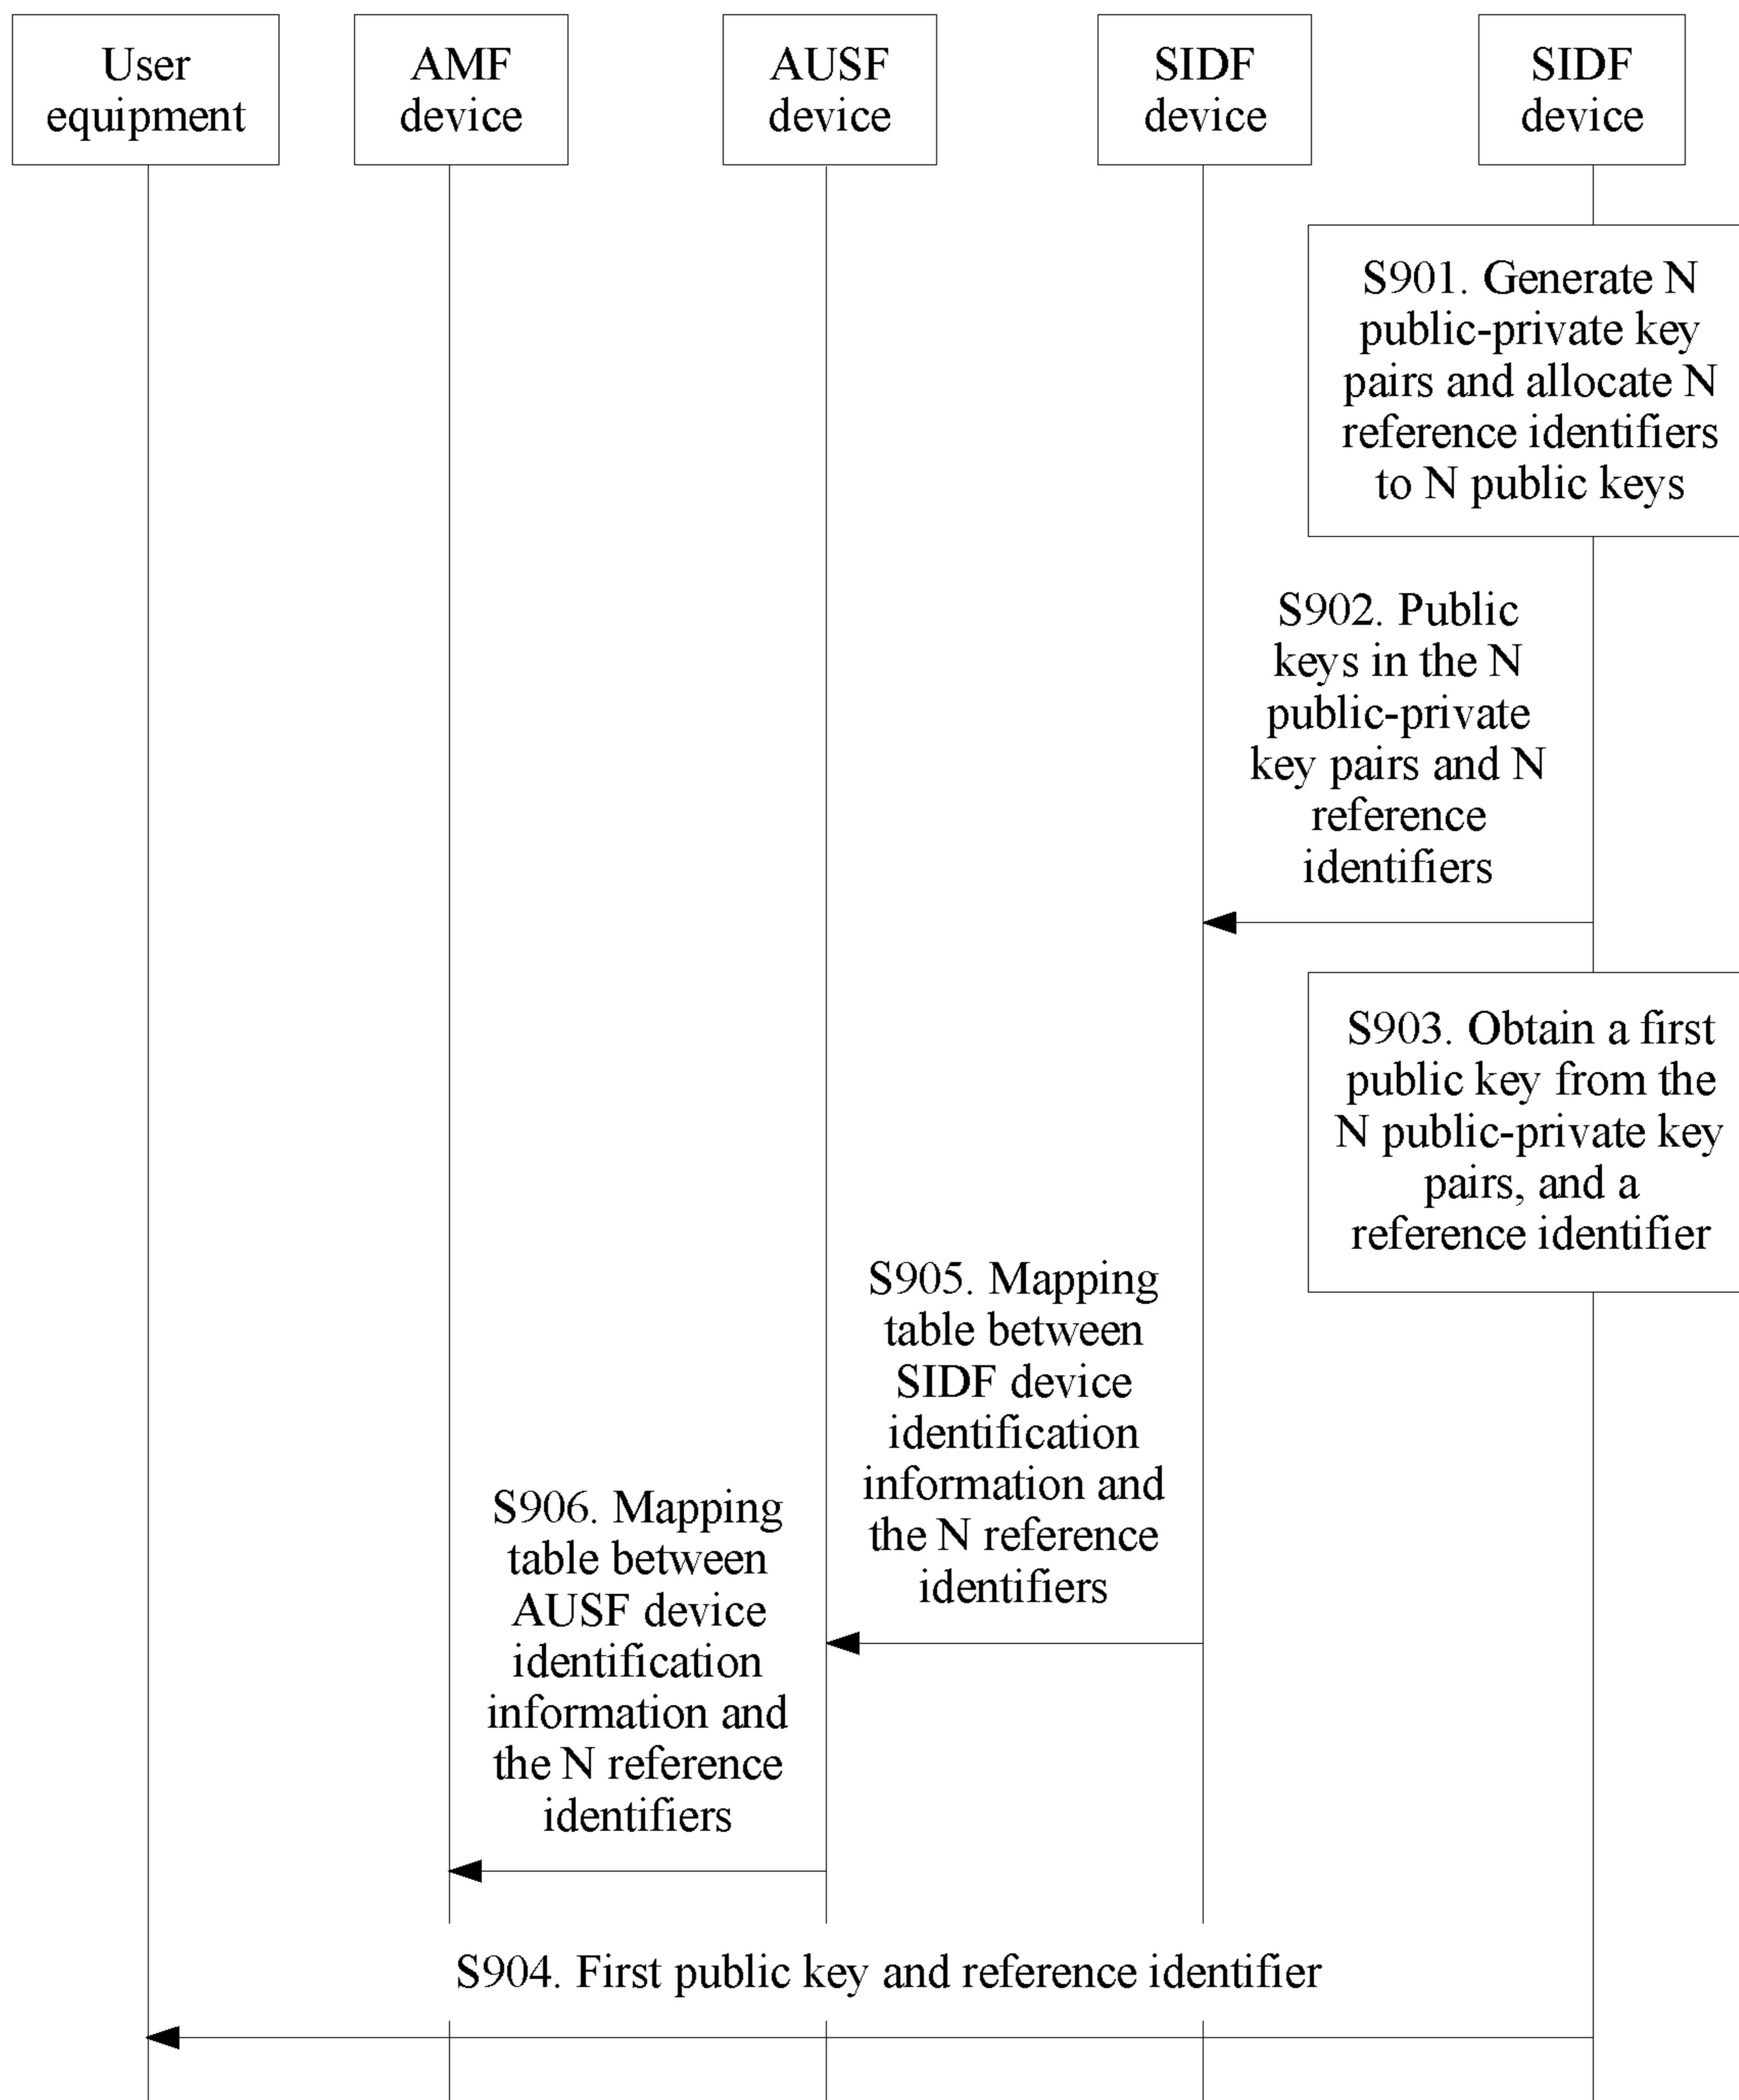 User
equipment
AMF
device
AUSF
device
SIDF
device
SIDF
device
S901. Generate N
public-private key
pairs and allocate N
reference identifiers
to N public keys
S902. Public
keys in the N
public-private
key pairs and N
reference
identifiers
S903. Obtain a first
public key from the
N public-private key
pairs, and a
reference identifier
S905. Mapping
table between
SIDF device
identification
information and
the N reference
identifiers
S906. Mapping
table between
AUSF device
identification
information and
the N reference
identifiers
S904. First public key and reference identifier